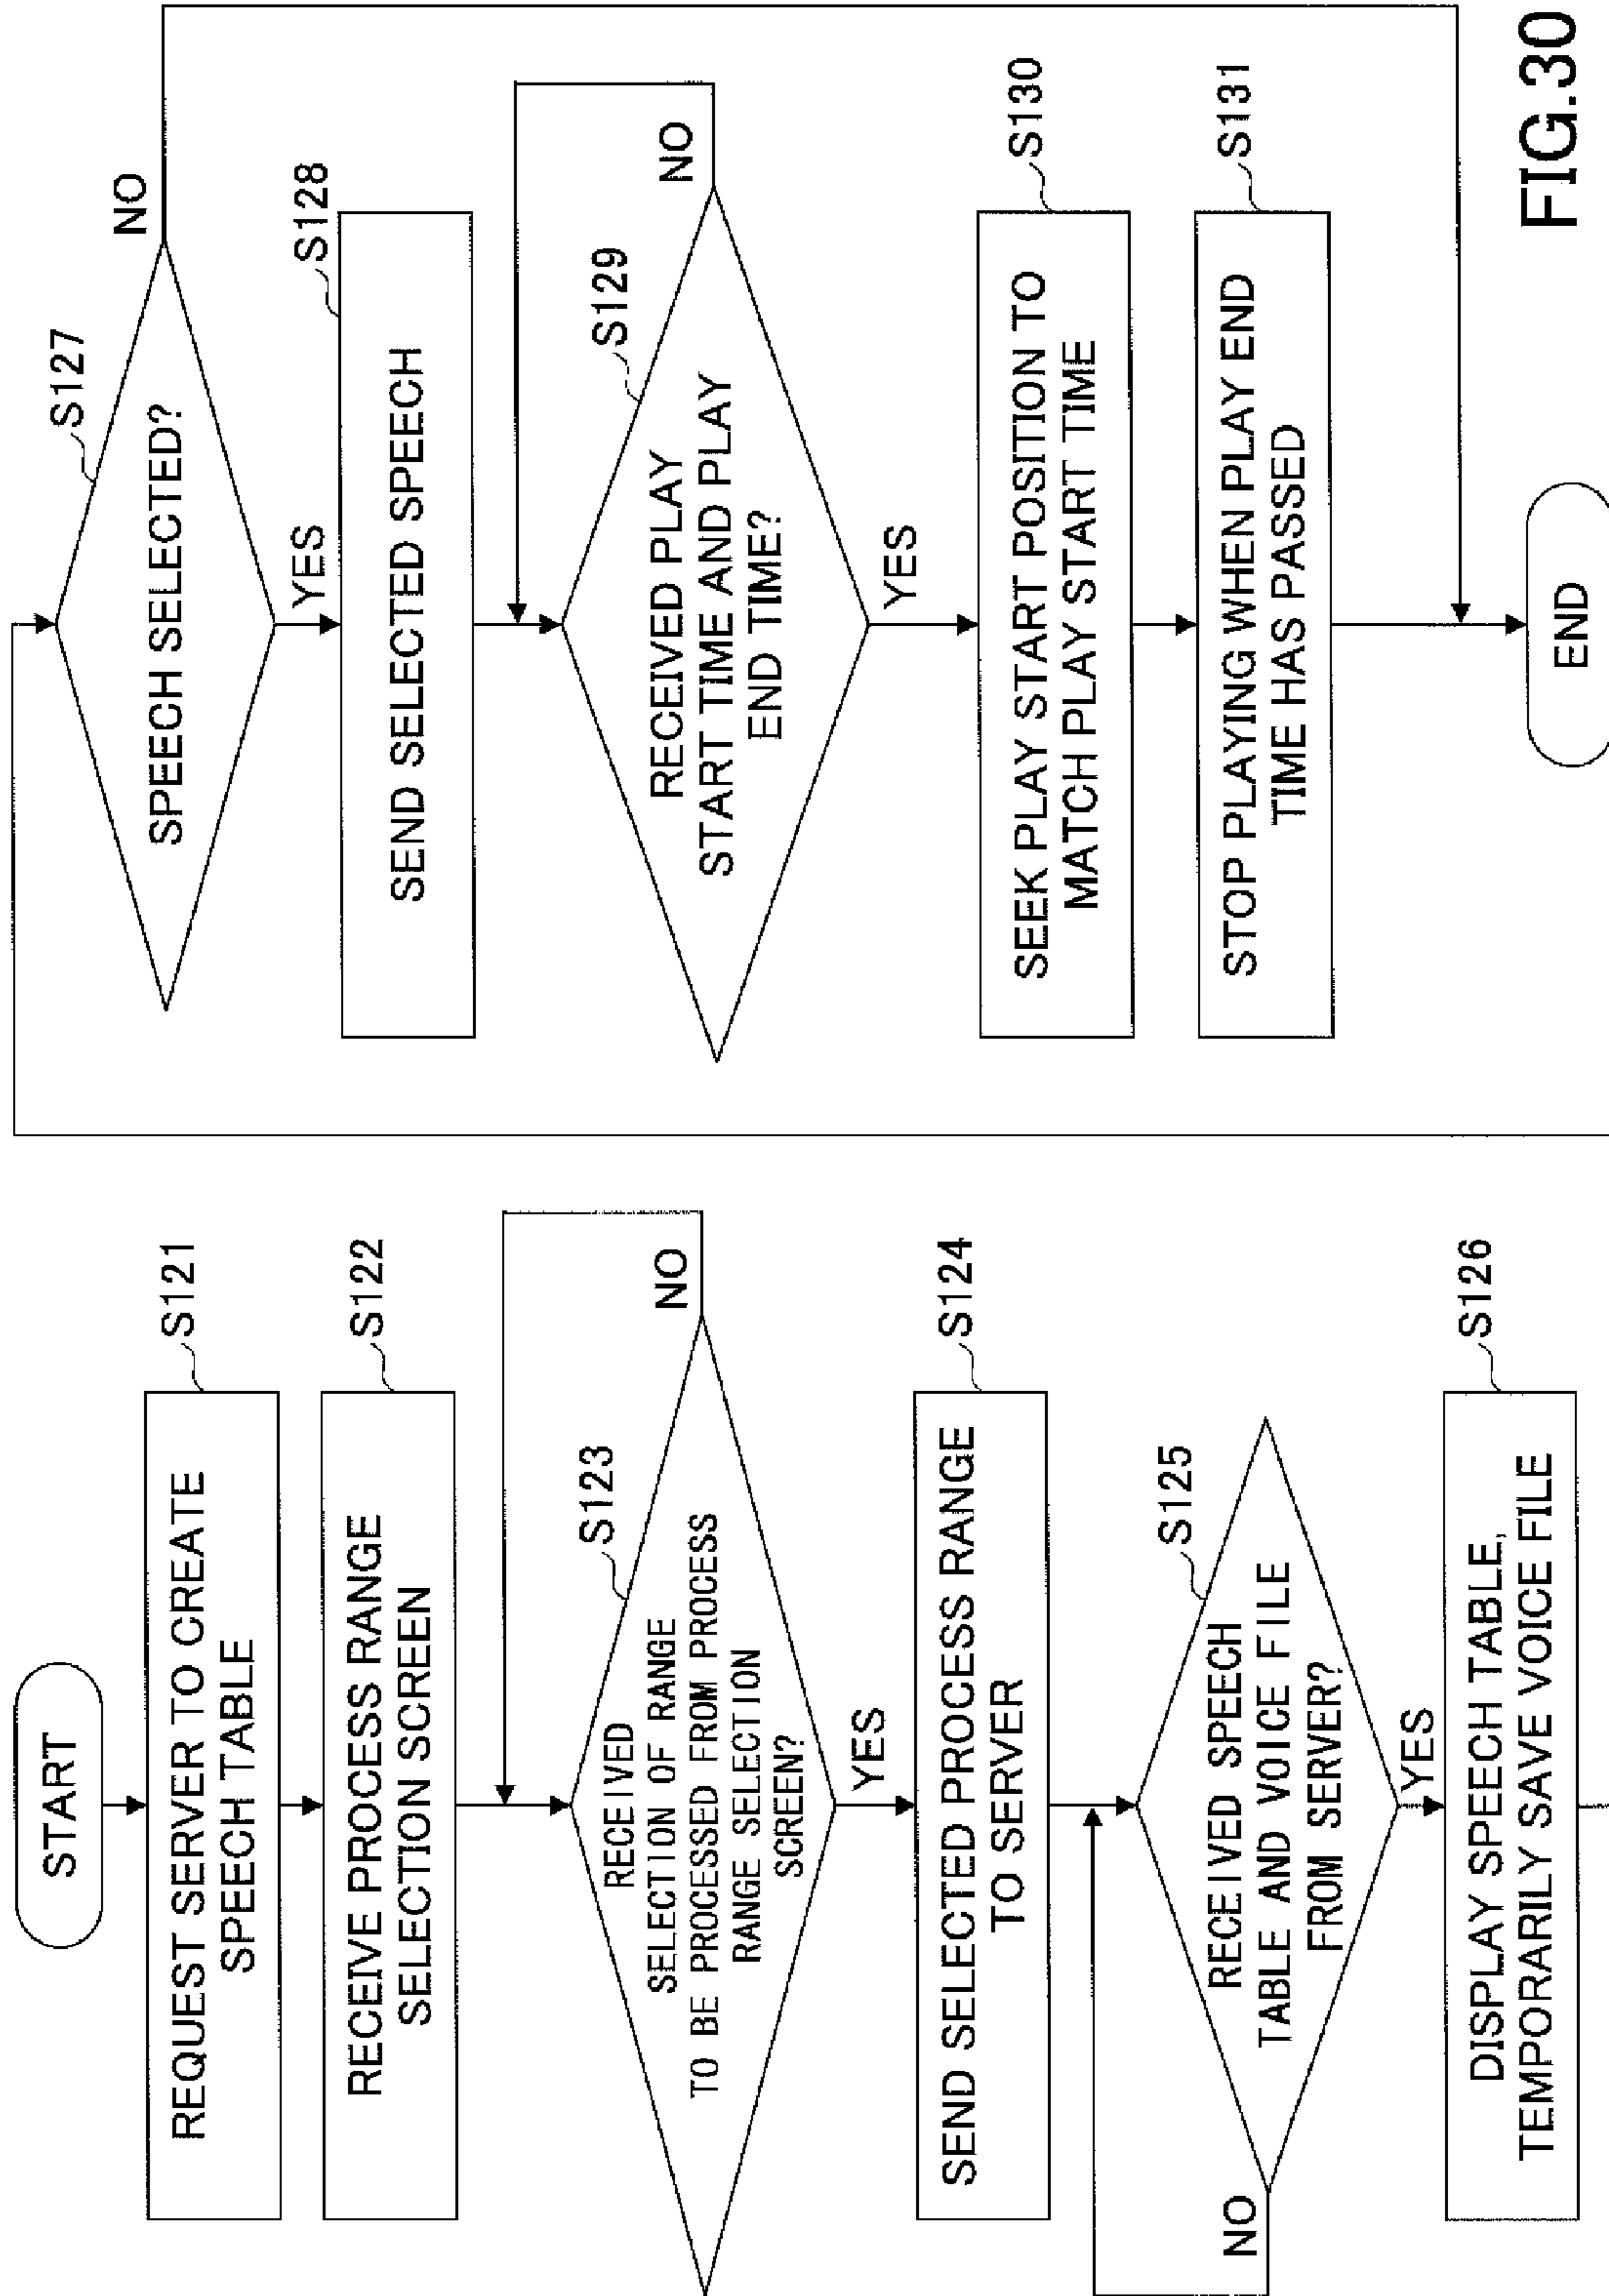 START
REQUEST SERVER TO CREATE
SPEECH TABLE
S121
RECEIVE PROCESS RANGE
SELECTION SCREEN
S122
RECEIVED
SELECTION OF RANGE
TO BE PROCESSED FROM PROCESS
RANGE SELECTION
SCREEN?
S123
NO
YES
SEND SELECTED PROCESS RANGE
TO SERVER
S124
RECEIVED SPEECH
TABLE AND VOICE FILE
FROM SERVER?
S125
NO
YES
DISPLAY SPEECH TABLE,
TEMPORARILY SAVE VOICE FILE
S126
SPEECH SELECTED?
S127
NO
YES
SEND SELECTED SPEECH
S128
RECEIVED PLAY
START TIME AND PLAY
END TIME?
S129
NO
YES
SEEK PLAY START POSITION TO
MATCH PLAY START TIME
S130
STOP PLAYING WHEN PLAY END
TIME HAS PASSED
S131
END
FIG.30